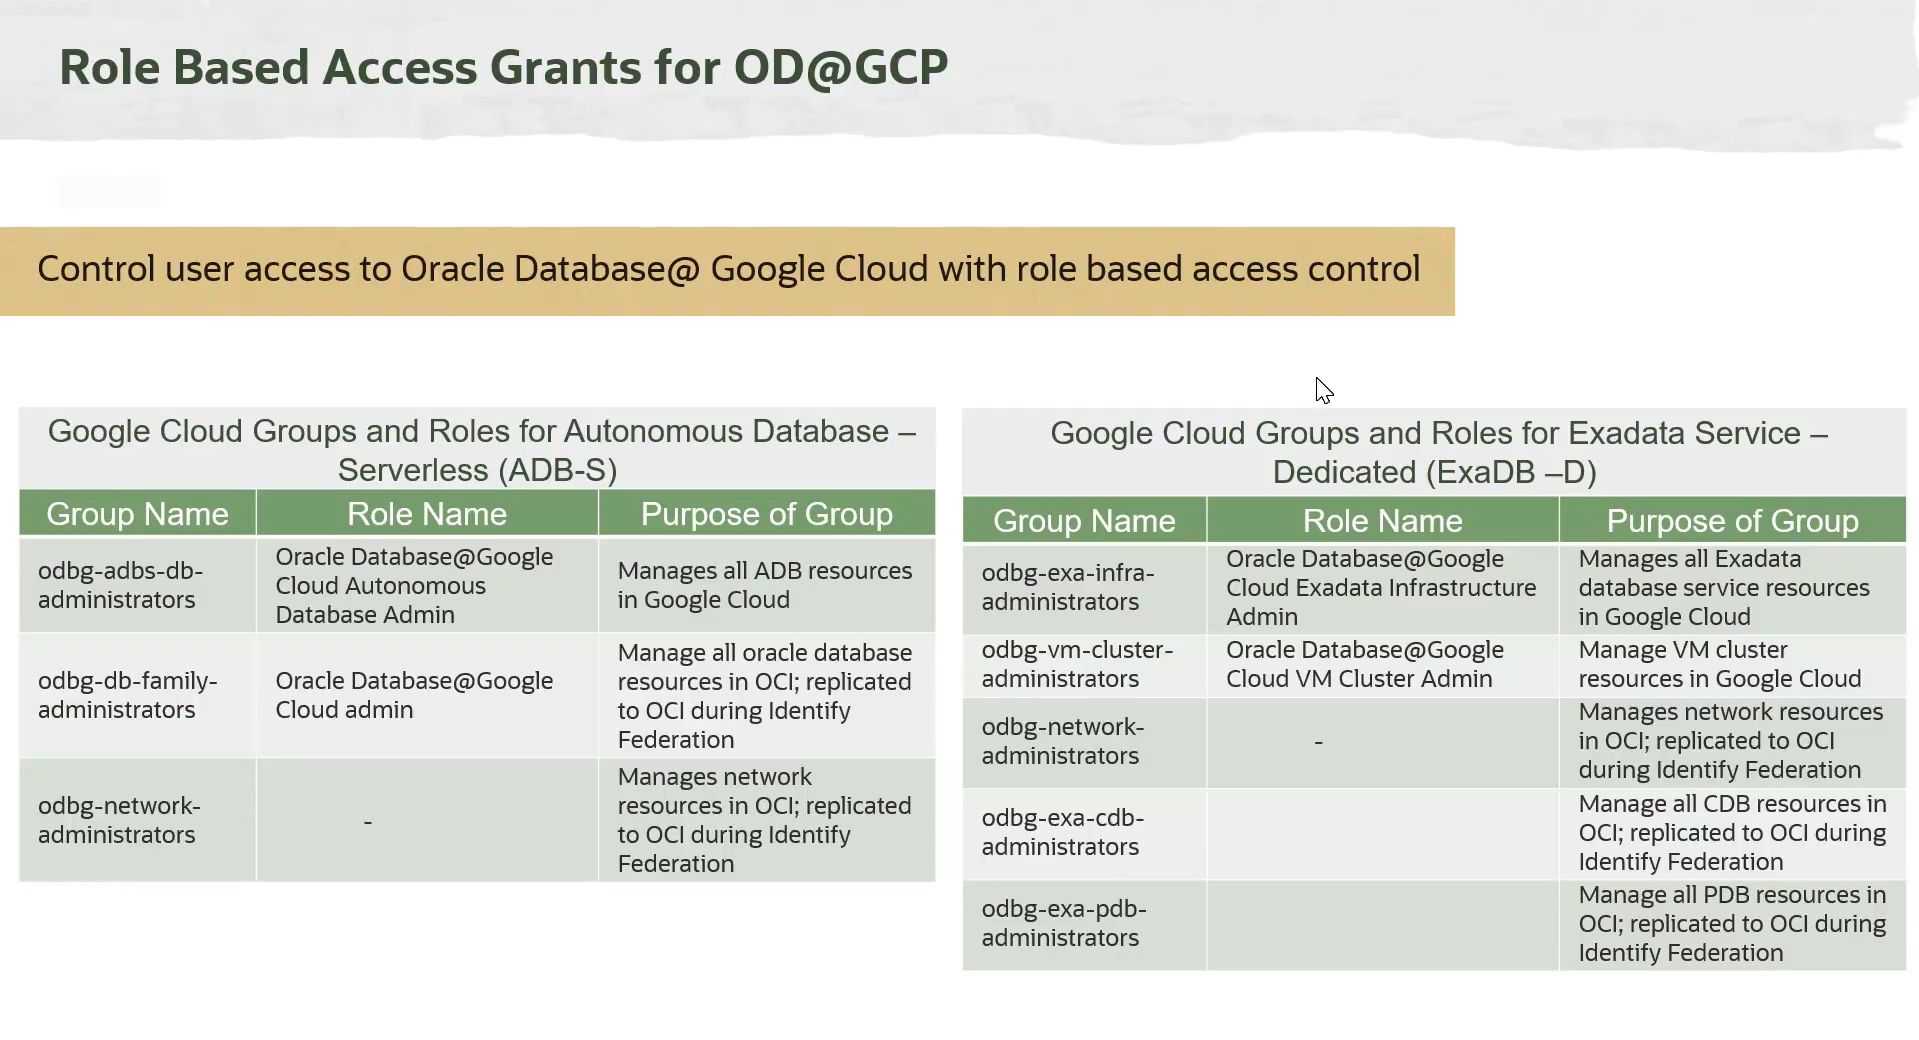 Role Based Access Grants for OD@GCP
Control user access to Oracle Database@ Google Cloud with role based access control
Google Cloud Groups and Roles for Autonomous Database –
Serverless (ADB-S)
Group Name
Role Name
Purpose of Group
odbg-adbs-db-
administrators
Oracle Database@Google
Cloud Autonomous
Database Admin
Manages all ADB resources
in Google Cloud
odbg-db-family-
administrators
Oracle Database@Google
Cloud admin
Manage all oracle database
resources in OCI; replicated
to OCI during Identify
Federation
odbg-network-
administrators
-
Manages network
resources in OCI; replicated
to OCI during Identify
Federation
Google Cloud Groups and Roles for Exadata Service –
Dedicated (ExaDB –D)
Group Name
Role Name
Purpose of Group
odbg-exa-infra-
administrators
Oracle Database@Google
Cloud Exadata Infrastructure
Admin
Manages all Exadata
database service resources
in Google Cloud
odbg-vm-cluster-
administrators
Oracle Database@Google
Cloud VM Cluster Admin
Manage VM cluster
resources in Google Cloud
odbg-network-
administrators
-
Manages network resources
in OCI; replicated to OCI
during Identify Federation
odbg-exa-cdb-
administrators
Manage all CDB resources in
OCI; replicated to OCI during
Identify Federation
odbg-exa-pdb-
administrators
Manage all PDB resources in
OCI; replicated to OCI during
Identify Federation